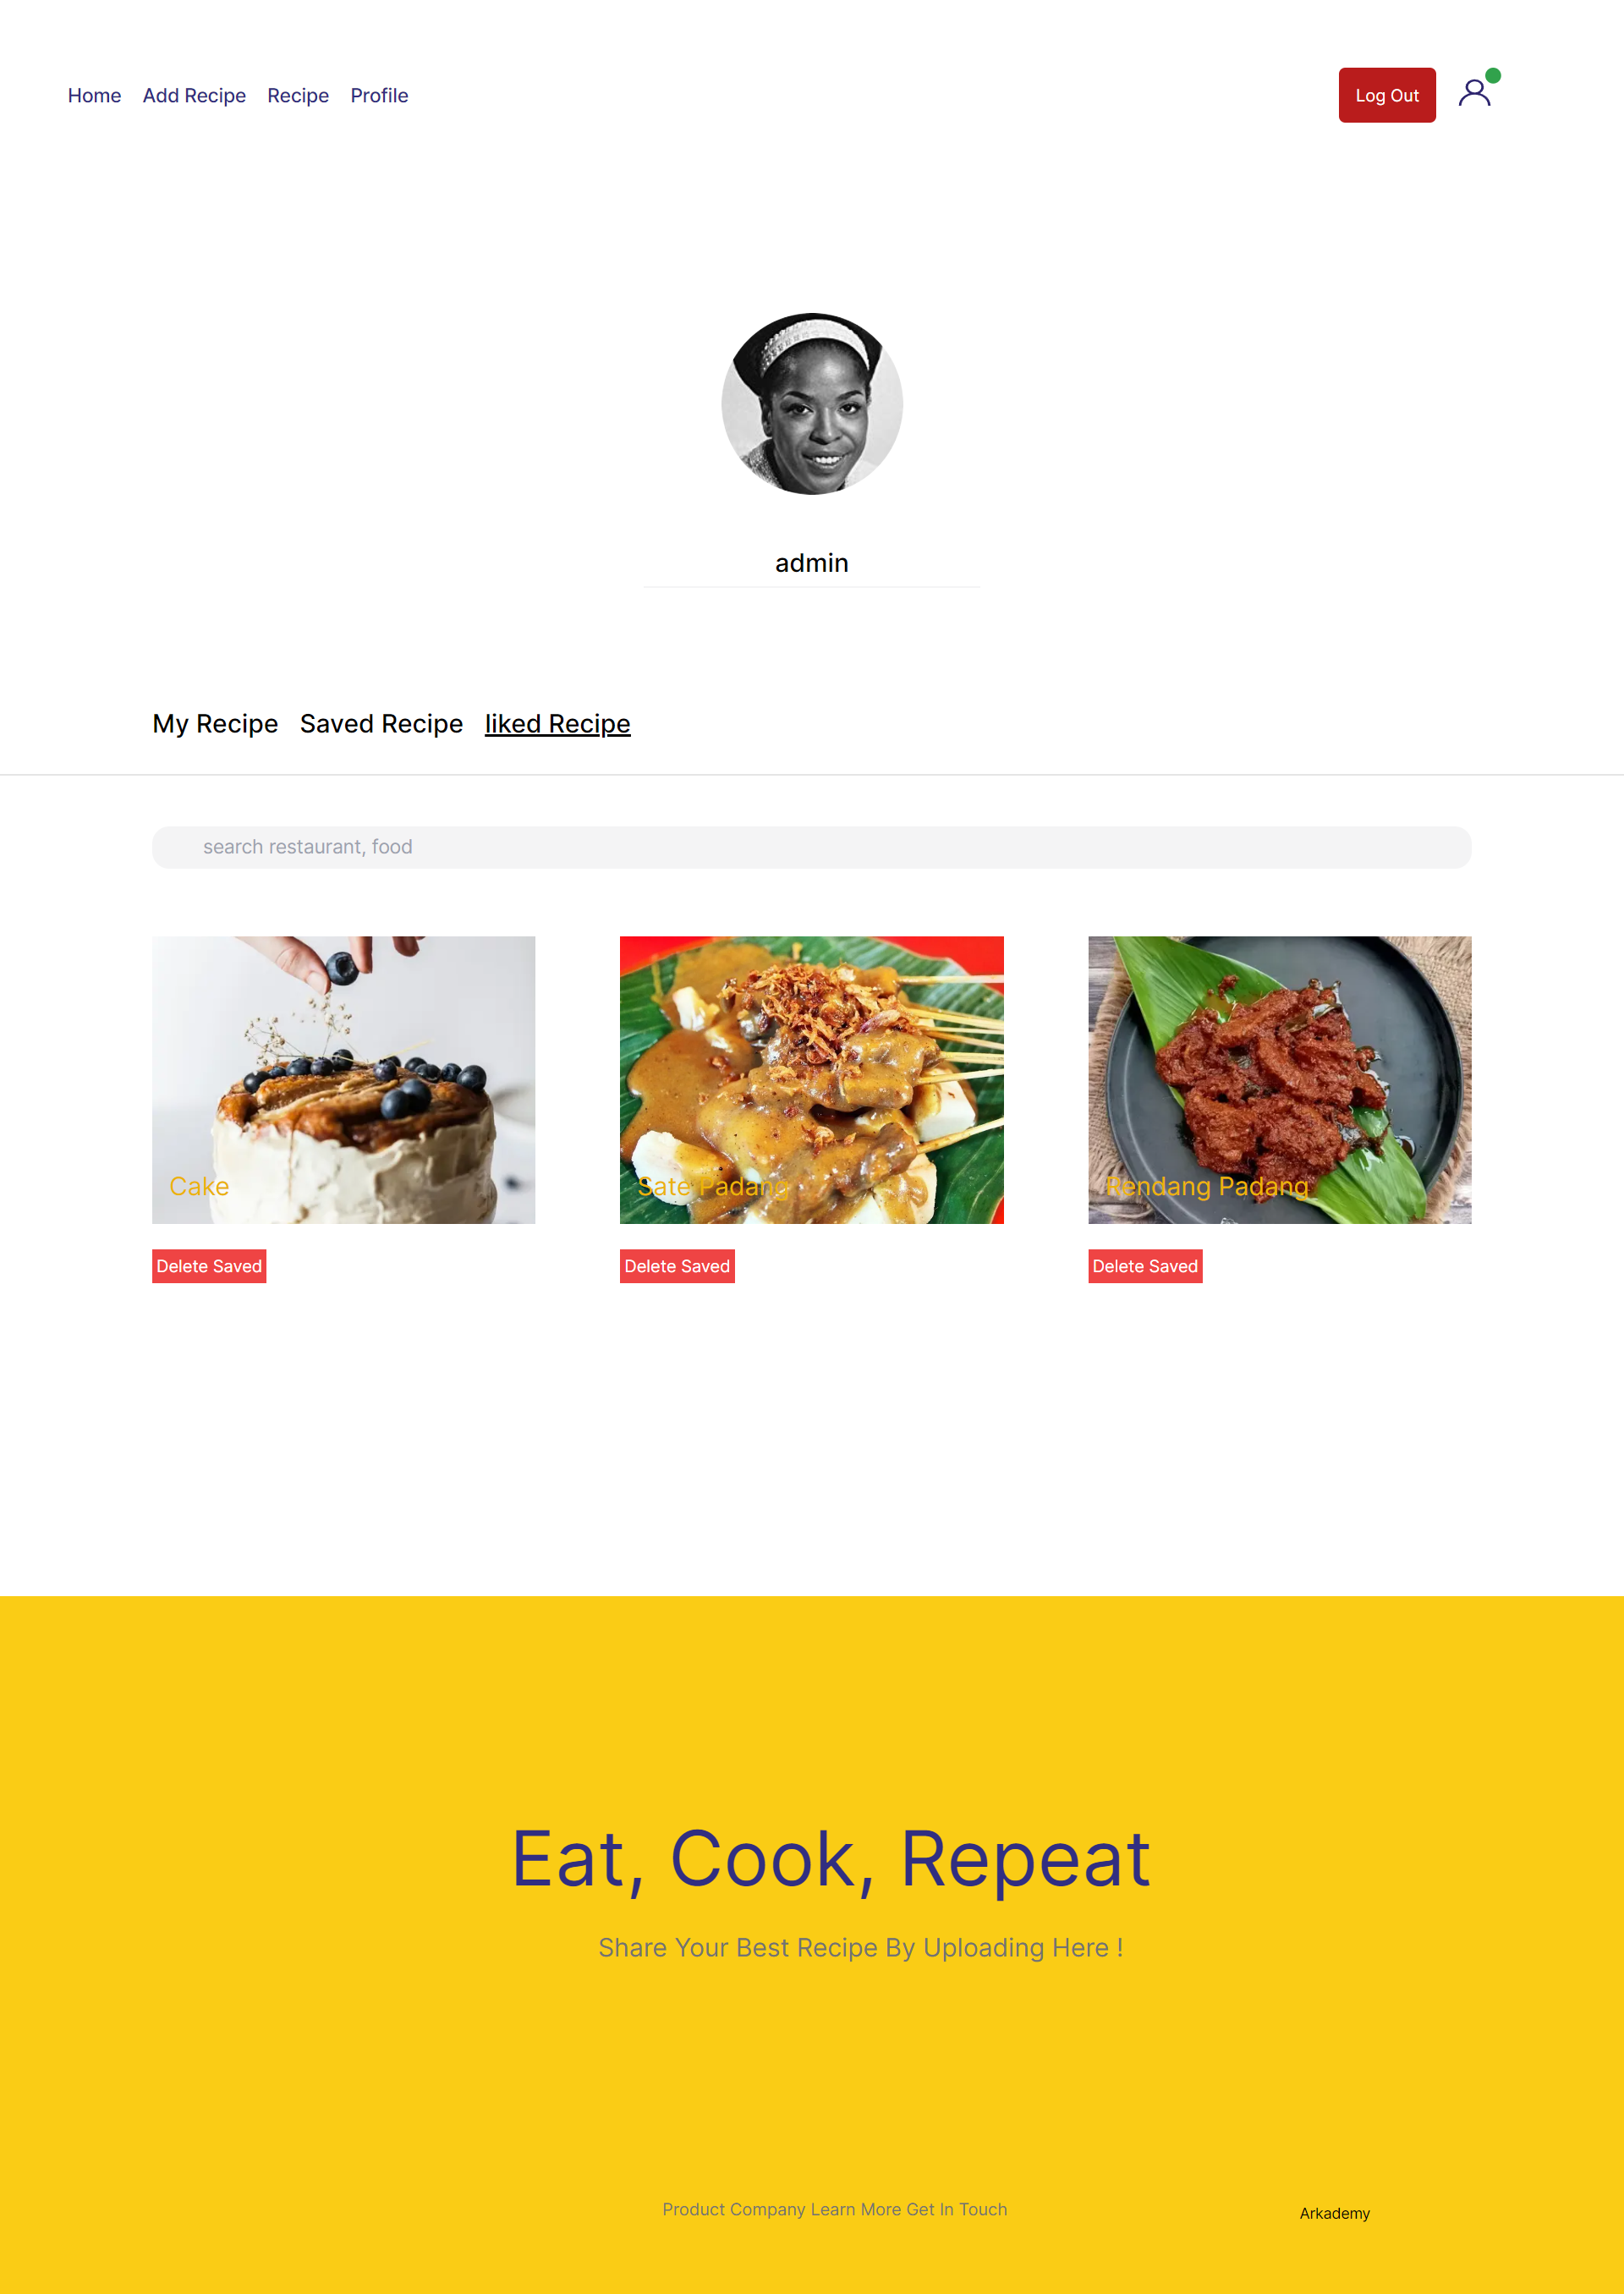 Home Add Recipe Recipe Profile
Log Out
admin
My Recipe Saved Recipe liked Recipe
search restaurant, food
Cake
Sate Padang
Rendang Padang
Delete Saved
Delete Saved
Delete Saved
Eat, Cook, Repeat
Share Your Best Recipe By Uploading Here !
Product Company Learn More Get In Touch
Arkademy